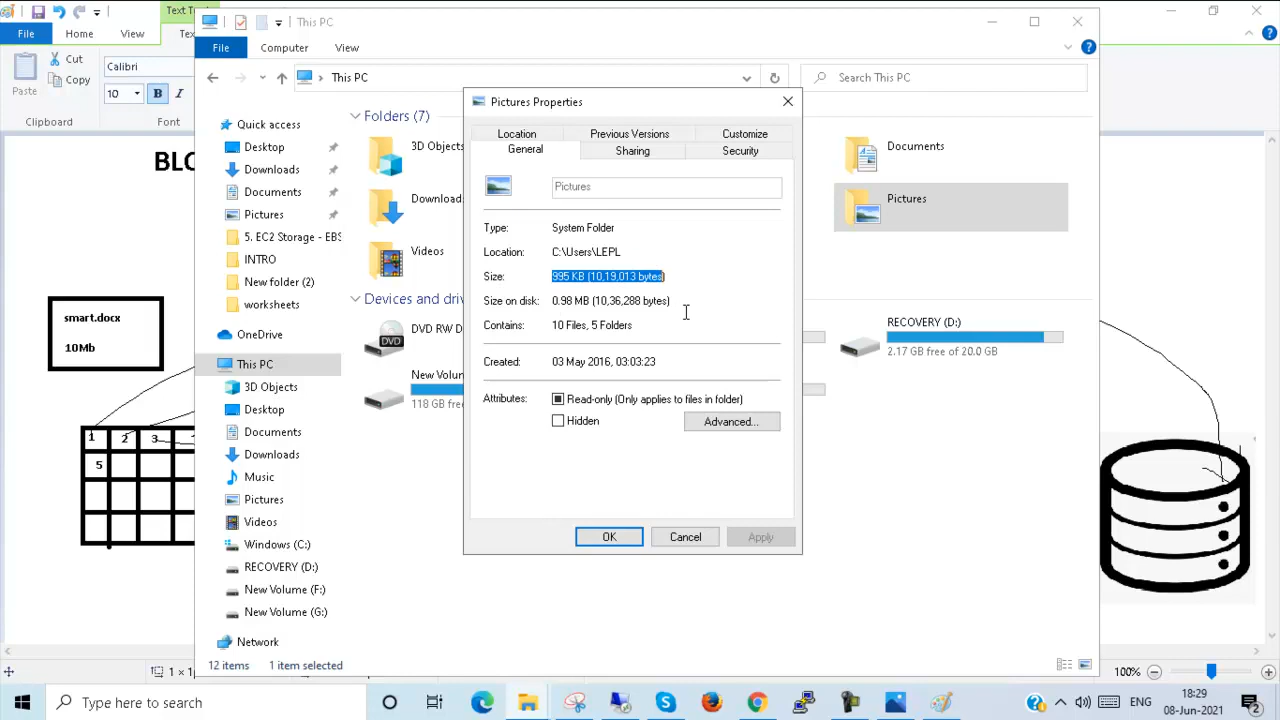 Text T
This PC
File
Home
View
File
Computer
View
Paste
Cut
Copy
Calibri
10
B
I
Clipboard
Font
This PC
Search This PC
Quick access
Desktop
Downloads
Documents
Pictures
5. EC2 Storage - EBS
INTRO
New folder (2)
worksheets
OneDrive
This PC
3D Objects
Desktop
Documents
Downloads
Music
Pictures
Videos
Windows (C:)
RECOVERY (D:)
New Volume (F:)
New Volume (G:)
Network
12 items
1 item selected
Folders (7)
3D Objects
Download
Videos
Devices and driv
DVD RW D
DVD
New Volun
118 GB fre
Documents
Pictures
RECOVERY (D:)
2.17 GB free of 20.0 GB
Pictures Properties
Location
Previous Versions
Customize
General
Sharing
Security
Pictures
Type: System Folder
Location: C:\Users\LEPL
Size: 995 KB (10,19,013 bytes)
Size on disk: 0.98 MB (10,36,288 bytes)
Contains: 10 Files, 5 Folders
Created: 03 May 2016, 03:03:23
Attributes: Read-only (Only applies to files in folder)
Hidden
Advanced...
OK
Cancel
Apply
BLO
smart.docx
10Mb
1 2 3
5
100%
Type here to search
ENG
18:29
08-Jun-2021
2